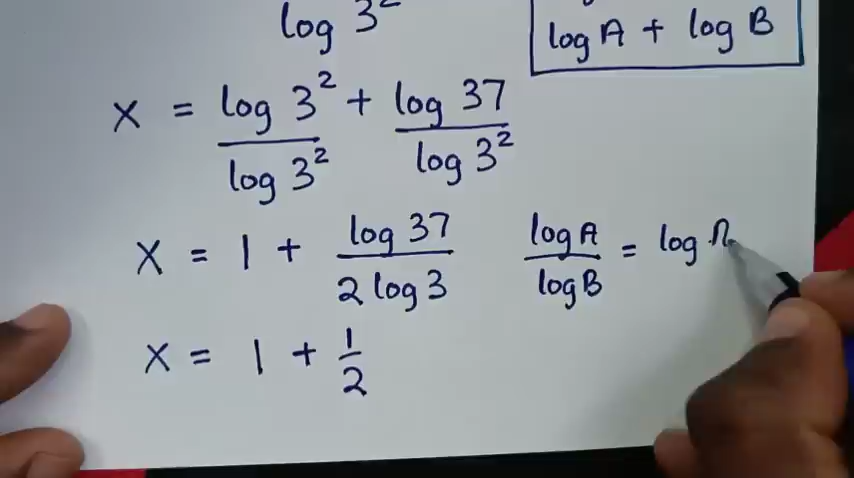 log 3²
log A + log B
x = log 3² / log 3² + log 37 / log 3²
x = 1 + log 37 / 2 log 3
log A / log B = log
x = 1 + 1/2